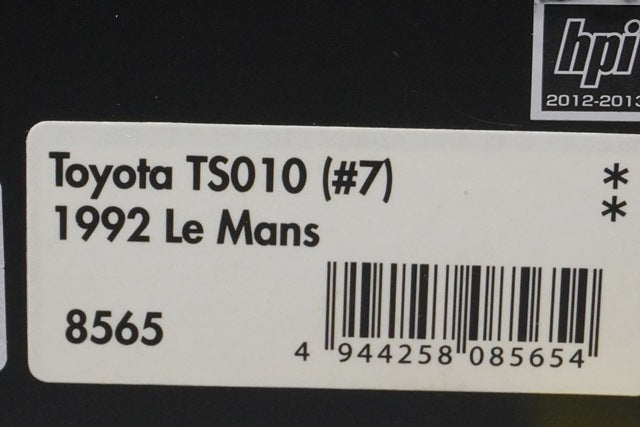 hpi
2012-2013
Toyota TS010 (#7) *
1992 Le Mans *
8565
4 944258 085654